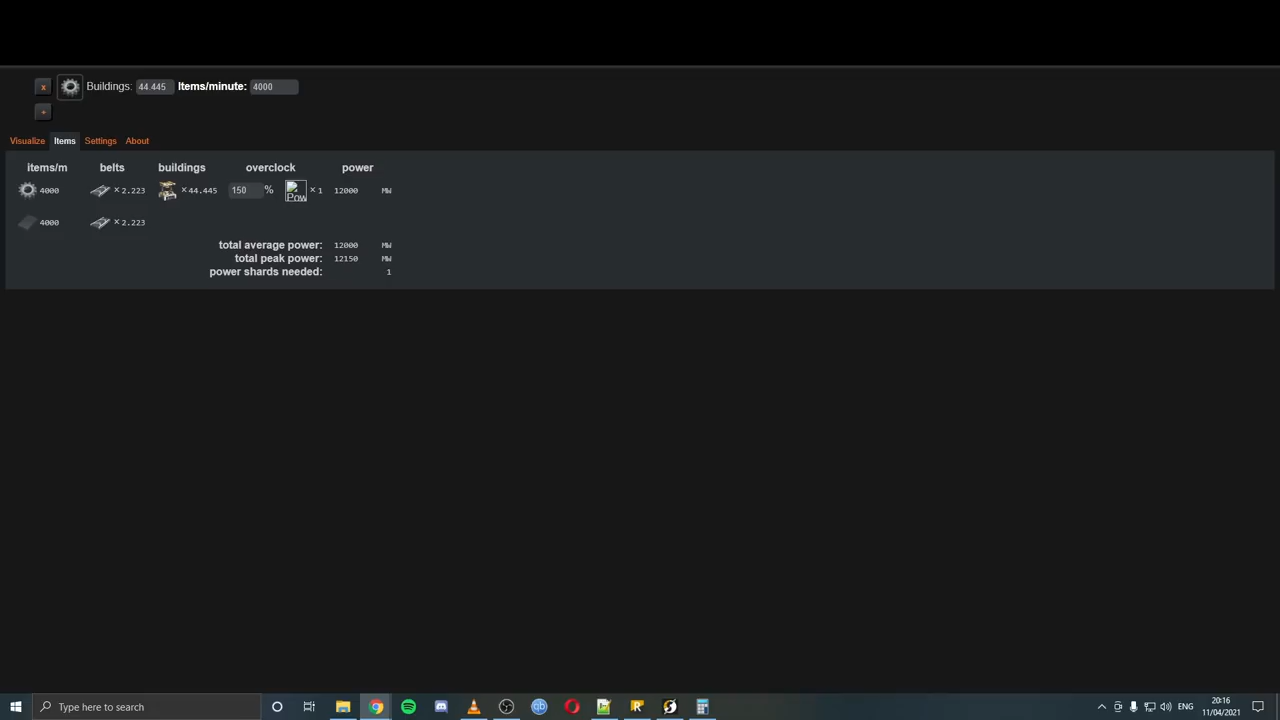 x Buildings: 44.445 Items/minute: 4000
+
Visualize Items Settings About
items/m belts buildings overclock power
4000 × 2.223 × 44.445 150 % Pow × 1 12000 MW
4000 × 2.223
total average power: 12000 MW
total peak power: 12150 MW
power shards needed: 1
Type here to search
ENG
20:16
11/04/2021